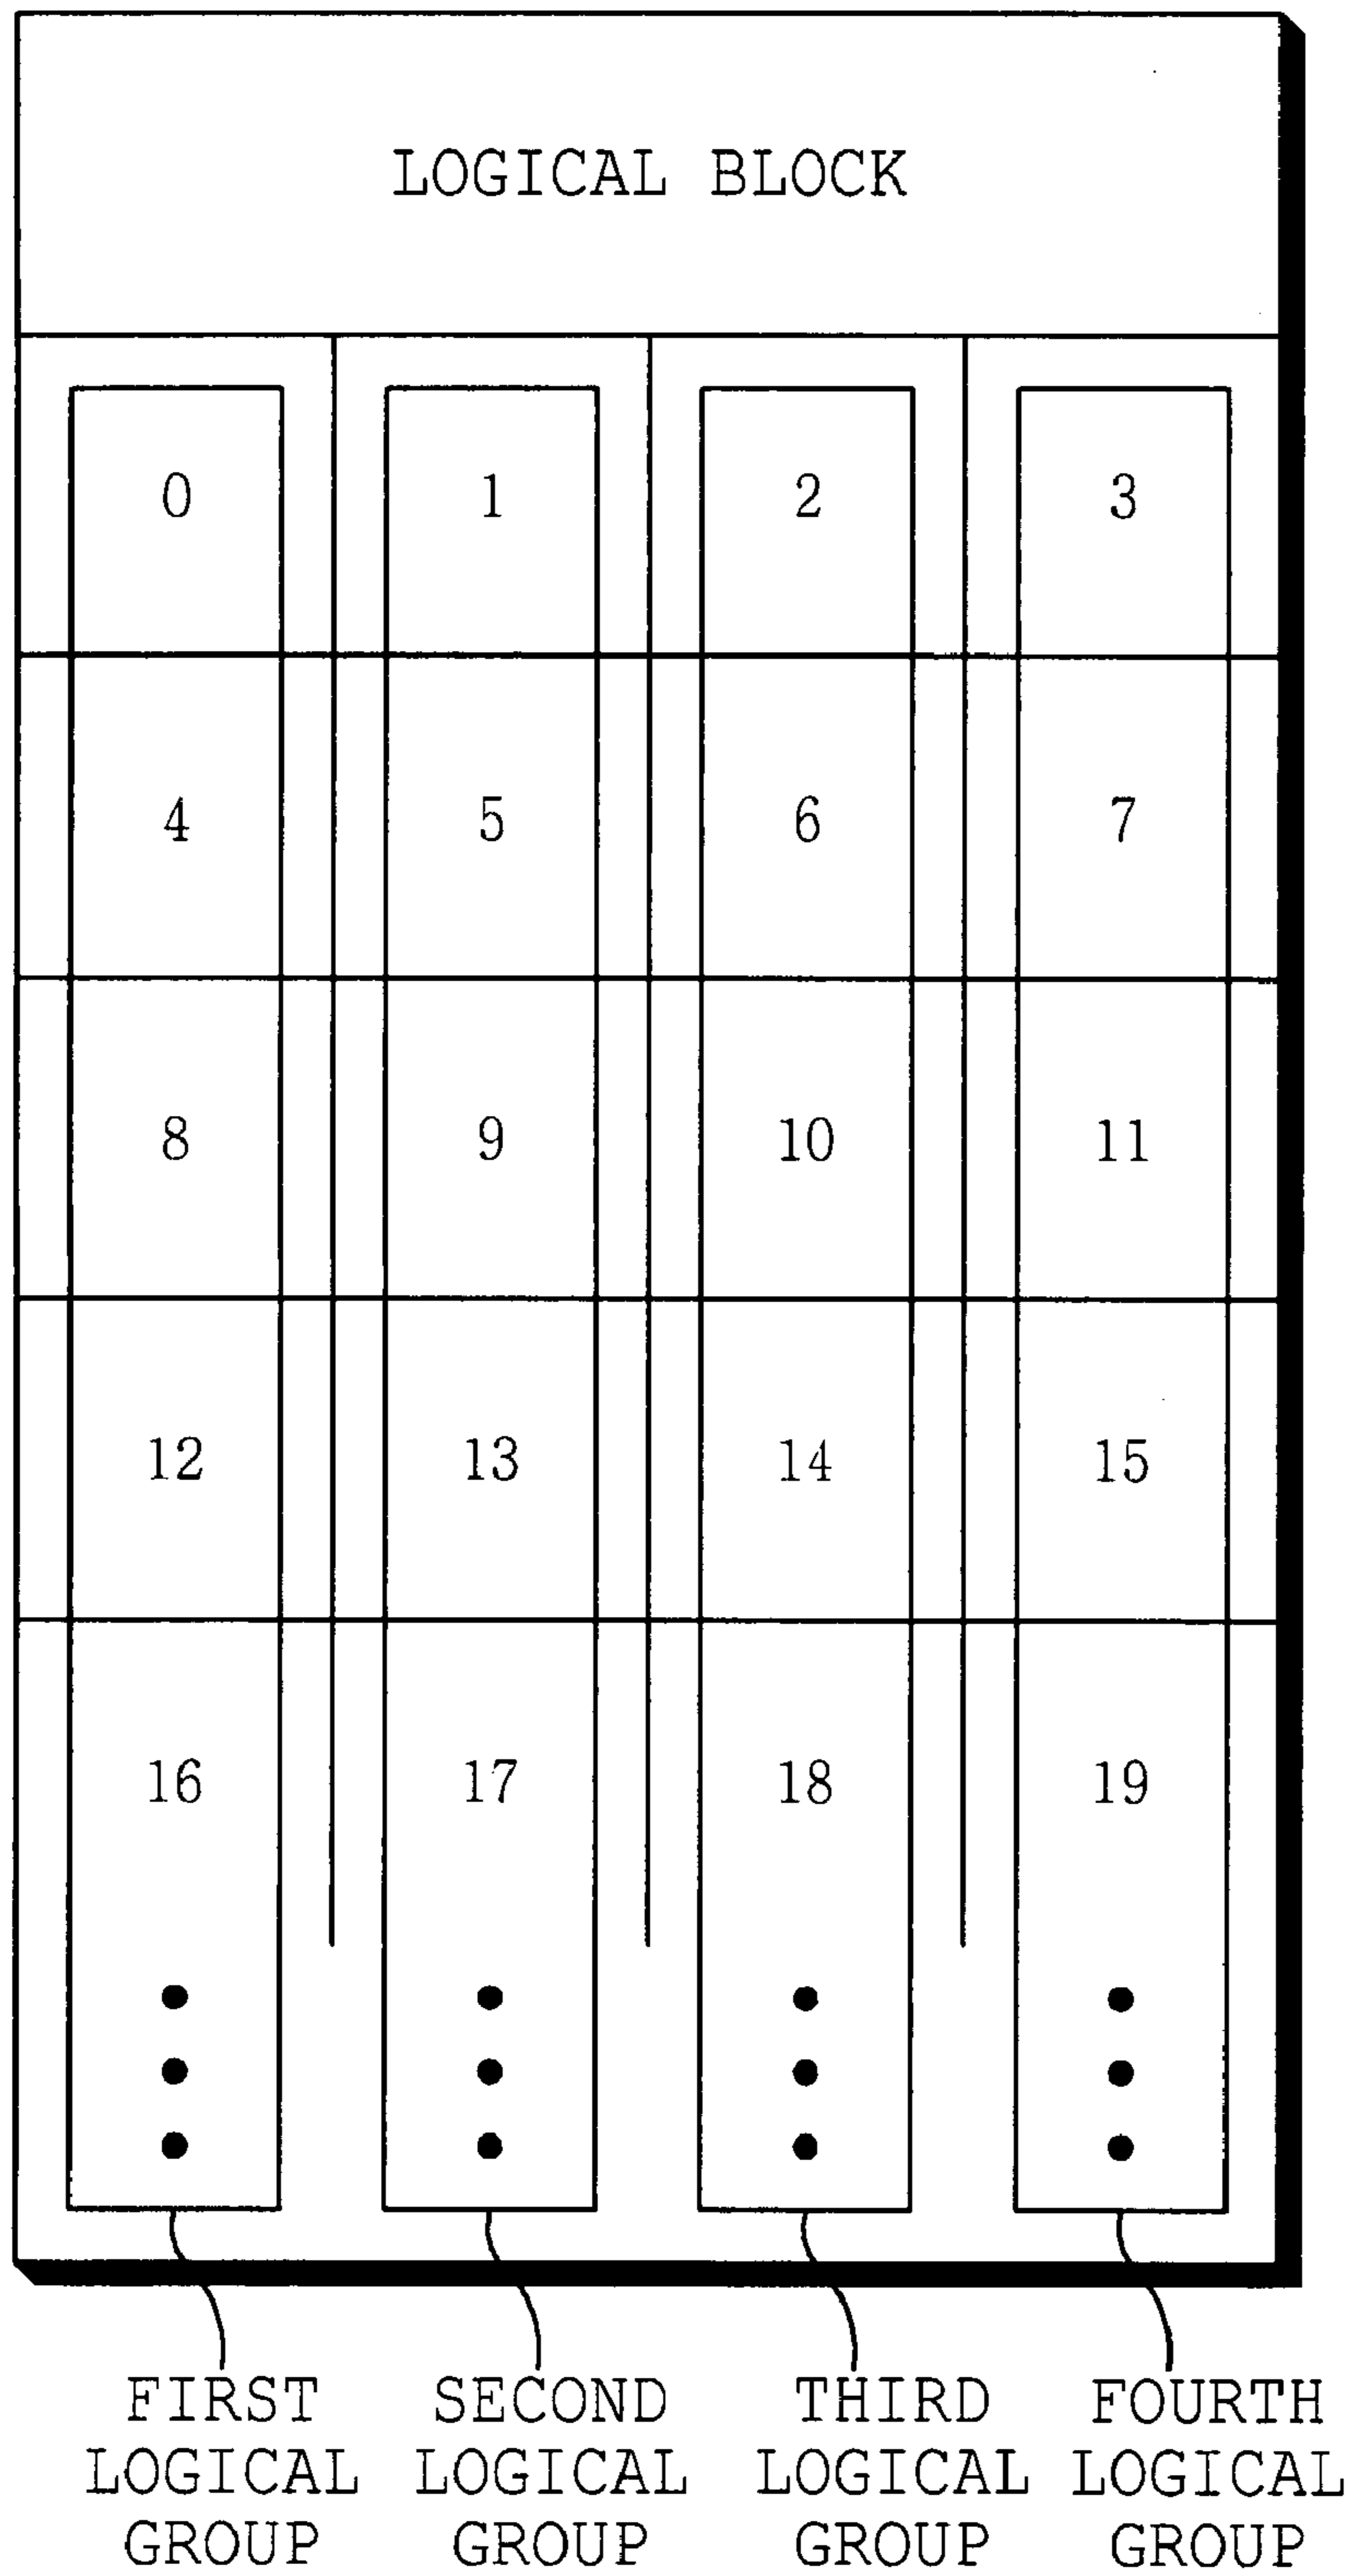 LOGICAL BLOCK
0 1 2 3
4 5 6 7
8 9 10 11
12 13 14 15
16 17 18 19
FIRST LOGICAL GROUP
SECOND LOGICAL GROUP
THIRD LOGICAL GROUP
FOURTH LOGICAL GROUP